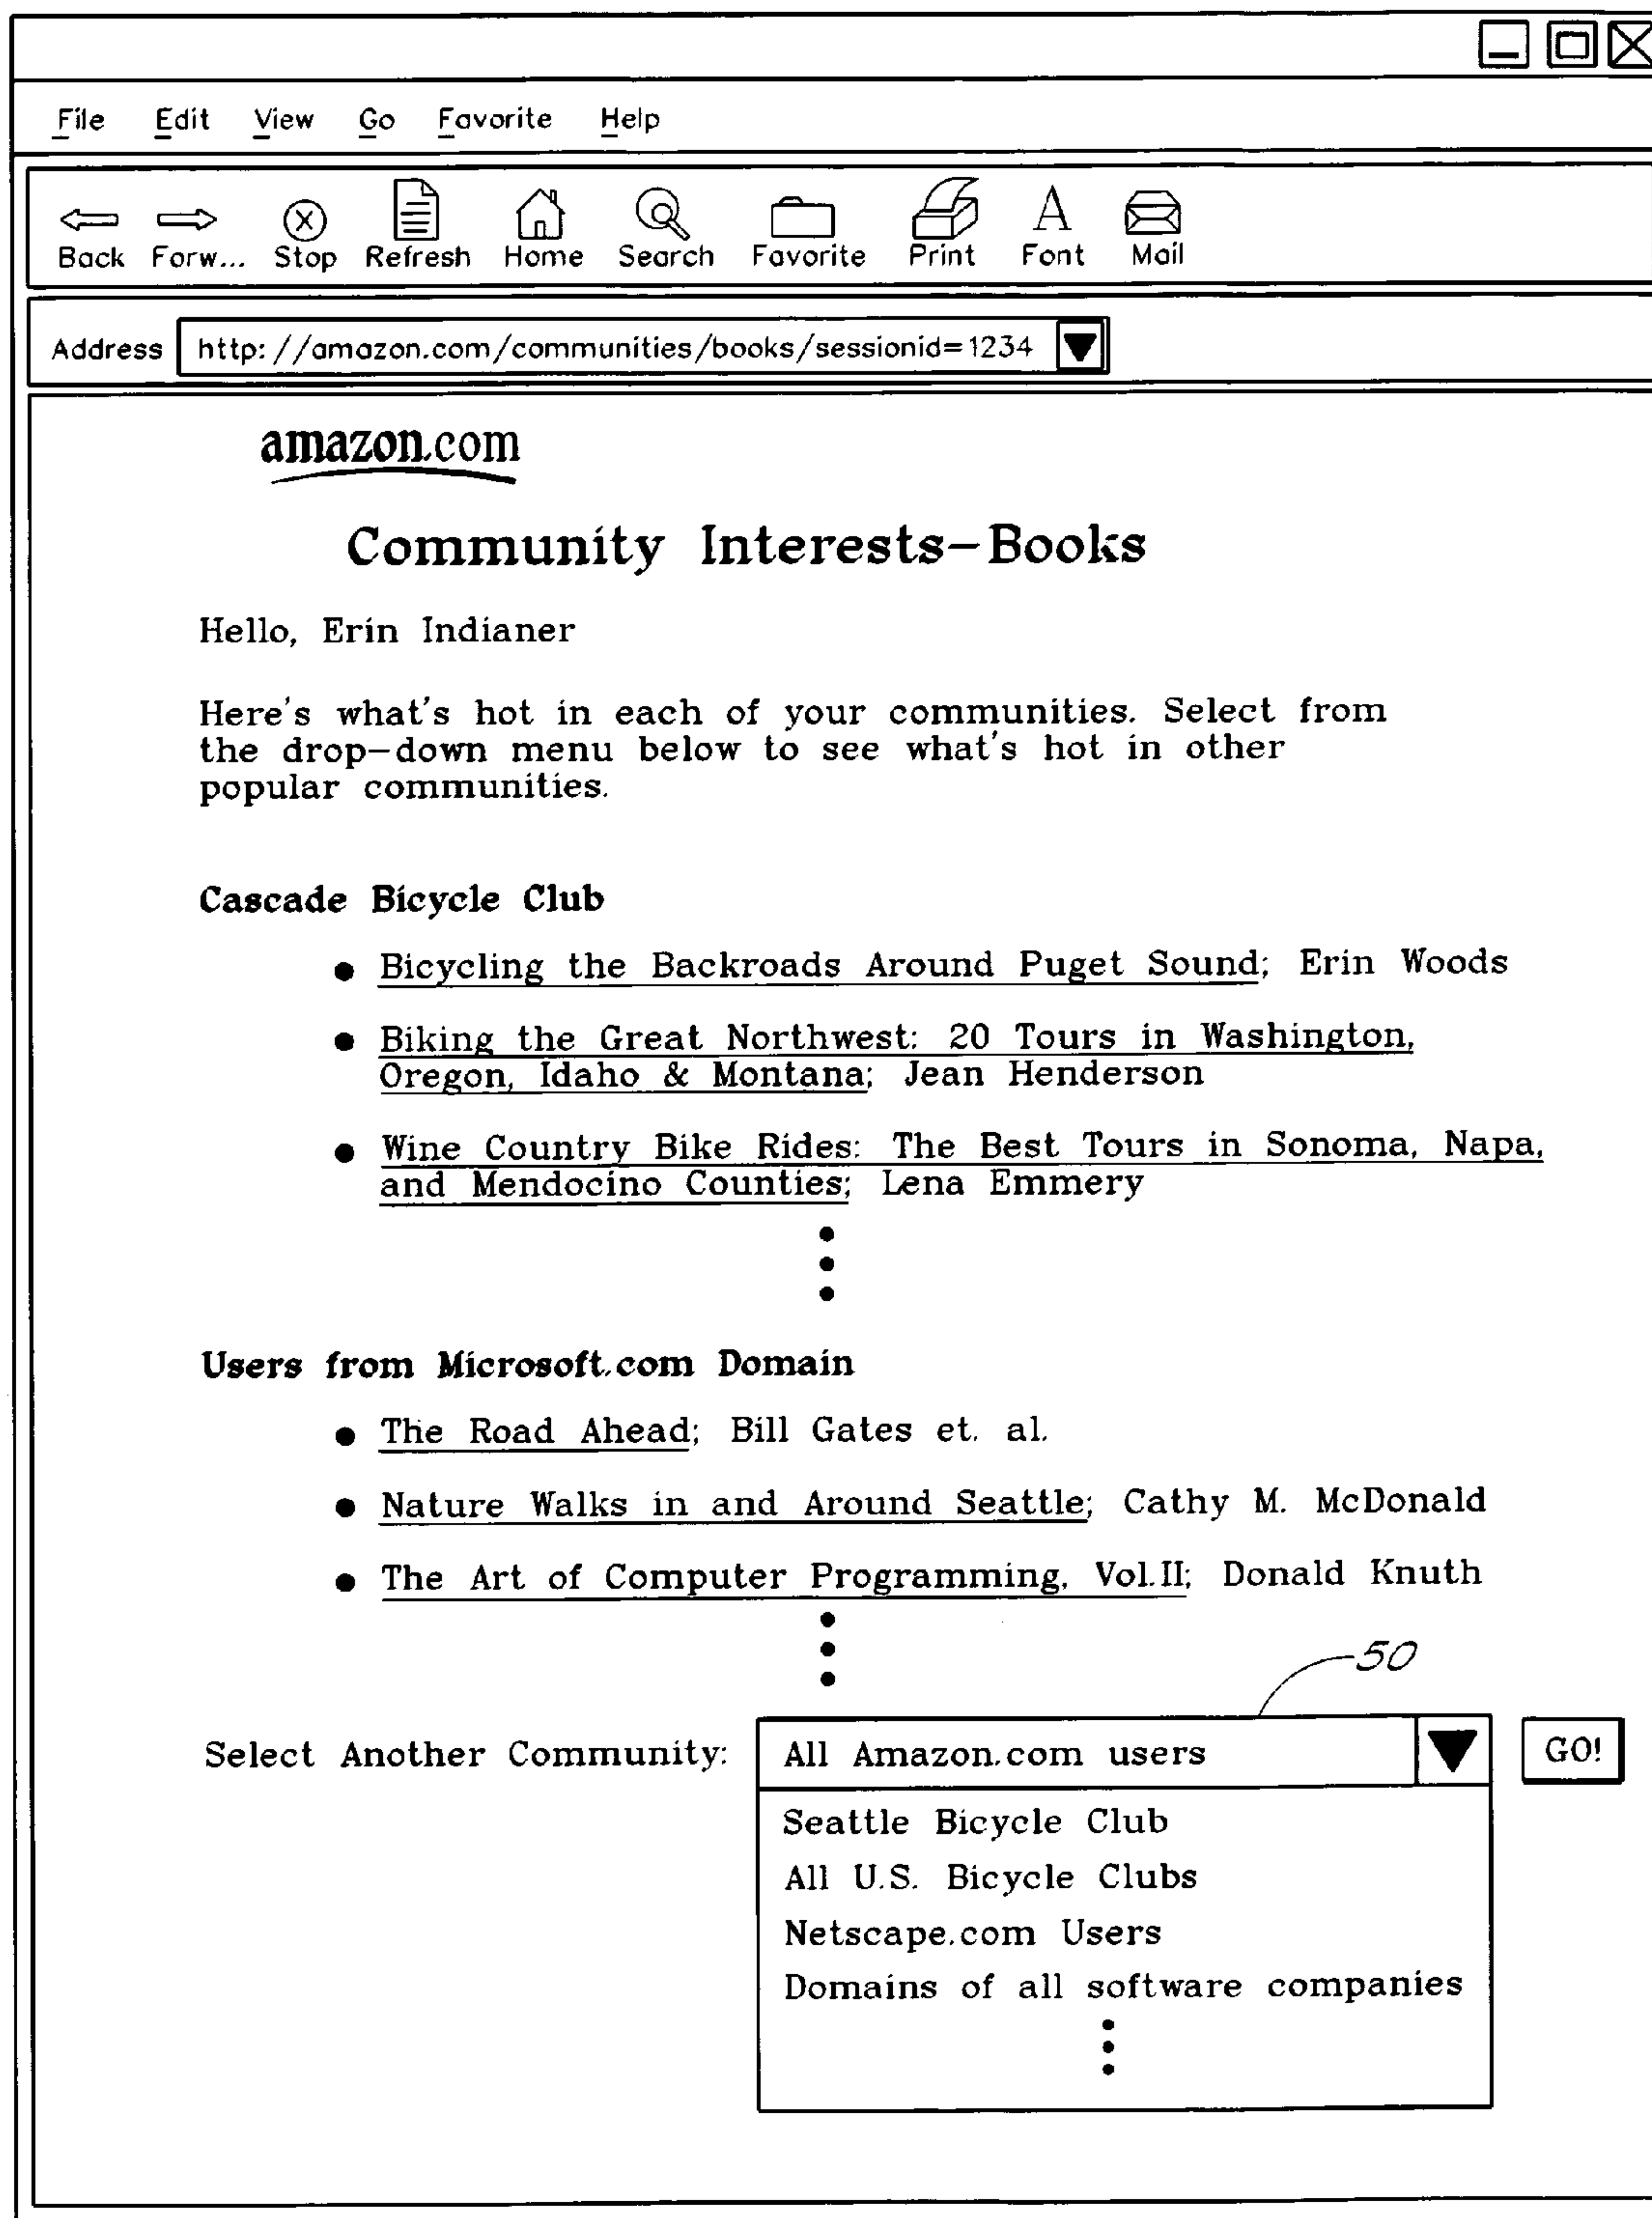 File Edit View Go Favorite Help
Back Forw... Stop Refresh Home Search Favorite Print Font Mail
Address http://amazon.com/communities/books/sessionid=1234
amazon.com
Community Interests-Books
Hello, Erin Indianer
Here's what's hot in each of your communities. Select from
the drop-down menu below to see what's hot in other
popular communities.
Cascade Bicycle Club
• Bicycling the Backroads Around Puget Sound; Erin Woods
• Biking the Great Northwest: 20 Tours in Washington,
Oregon, Idaho & Montana; Jean Henderson
• Wine Country Bike Rides: The Best Tours in Sonoma, Napa,
and Mendocino Counties; Lena Emmery
Users from Microsoft.com Domain
• The Road Ahead; Bill Gates et. al.
• Nature Walks in and Around Seattle; Cathy M. McDonald
• The Art of Computer Programming, Vol.II; Donald Knuth
50
Select Another Community: All Amazon.com users GO!
Seattle Bicycle Club
All U.S. Bicycle Clubs
Netscape.com Users
Domains of all software companies